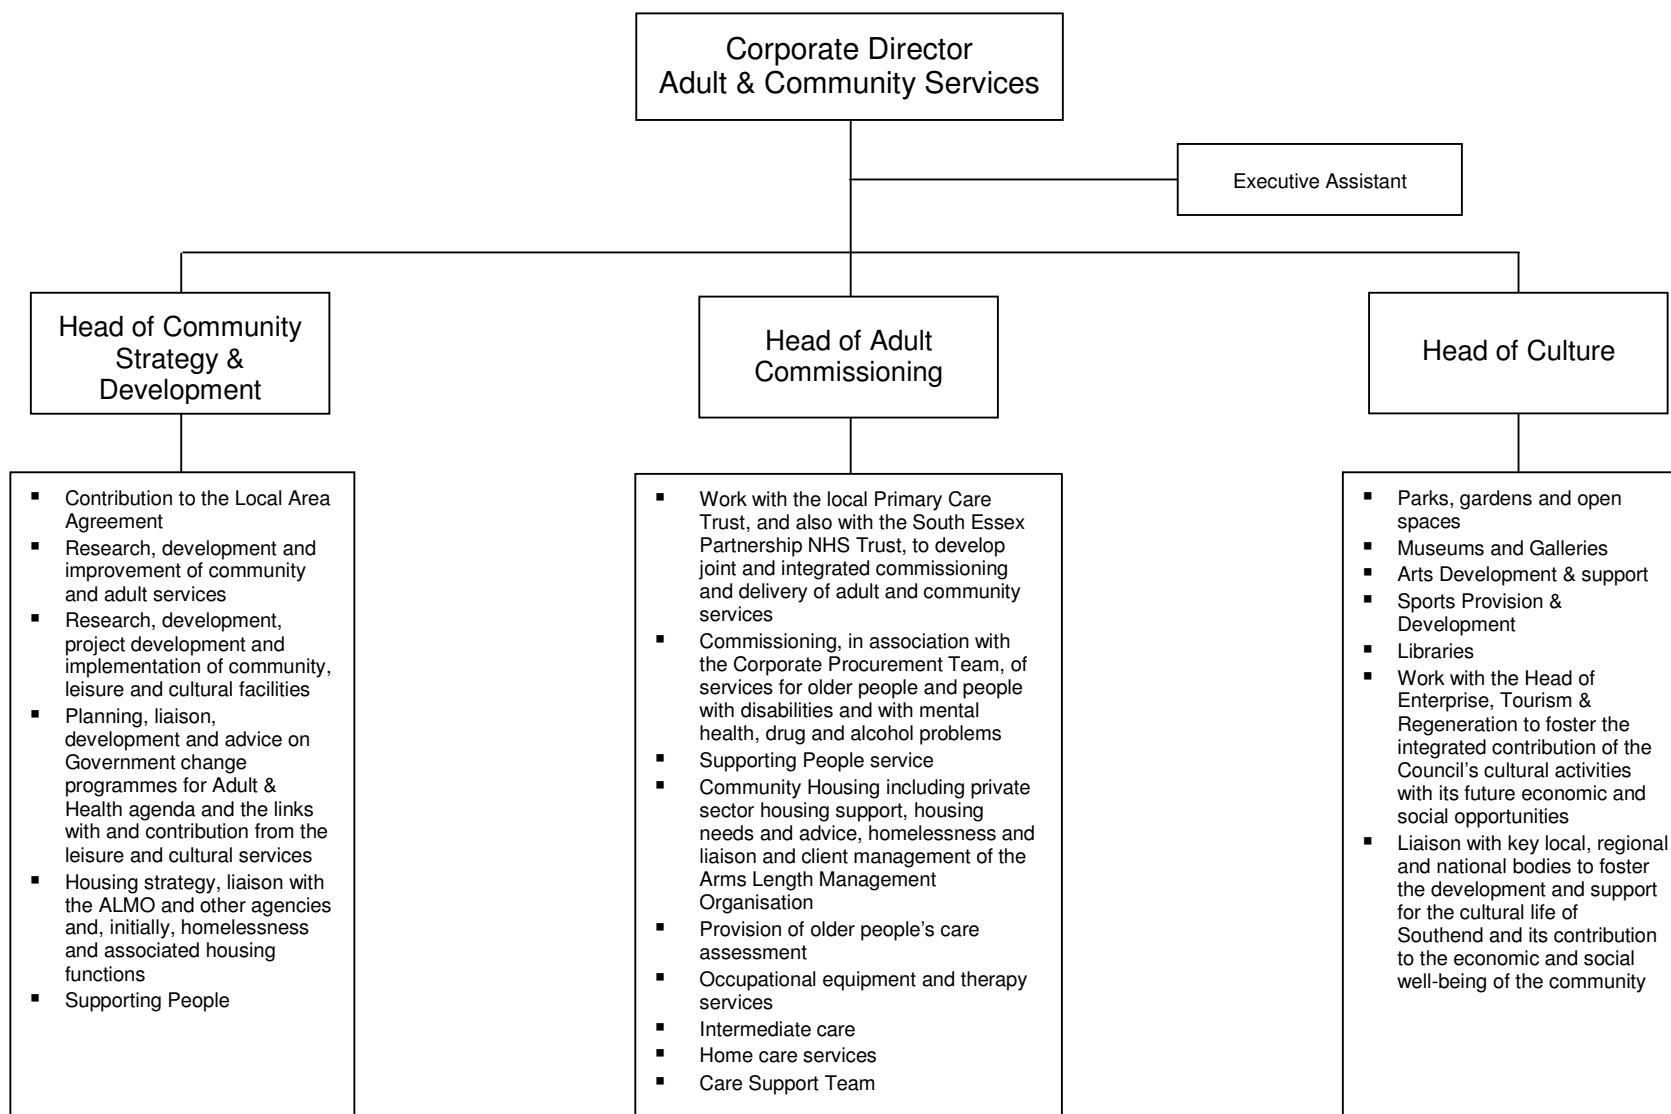 Corporate Director
Adult & Community Services
Executive Assistant
Head of Community
Strategy &
Development
Head of Adult
Commissioning
Head of Culture
▪ Contribution to the Local Area
Agreement
▪ Research, development and
improvement of community
and adult services
▪ Research, development,
project development and
implementation of community,
leisure and cultural facilities
▪ Planning, liaison,
development and advice on
Government change
programmes for Adult &
Health agenda and the links
with and contribution from the
leisure and cultural services
▪ Housing strategy, liaison with
the ALMO and other agencies
and, initially, homelessness
and associated housing
functions
▪ Supporting People
▪ Work with the local Primary Care
Trust, and also with the South Essex
Partnership NHS Trust, to develop
joint and integrated commissioning
and delivery of adult and community
services
▪ Commissioning, in association with
the Corporate Procurement Team, of
services for older people and people
with disabilities and with mental
health, drug and alcohol problems
▪ Supporting People service
▪ Community Housing including private
sector housing support, housing
needs and advice, homelessness and
liaison and client management of the
Arms Length Management
Organisation
▪ Provision of older people's care
assessment
▪ Occupational equipment and therapy
services
▪ Intermediate care
▪ Home care services
▪ Care Support Team
▪ Parks, gardens and open
spaces
▪ Museums and Galleries
▪ Arts Development & support
▪ Sports Provision &
Development
▪ Libraries
▪ Work with the Head of
Enterprise, Tourism &
Regeneration to foster the
integrated contribution of the
Council's cultural activities
with its future economic and
social opportunities
▪ Liaison with key local, regional
and national bodies to foster
the development and support
for the cultural life of
Southend and its contribution
to the economic and social
well-being of the community